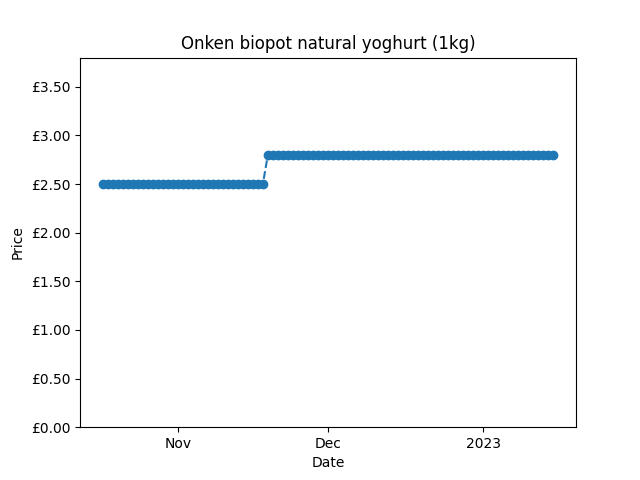 Onken biopot natural yoghurt (1kg)
£3.50
£3.00
£2.50
£2.00
£1.50
£1.00
£0.50
£0.00
Price
Nov
Dec
2023
Date